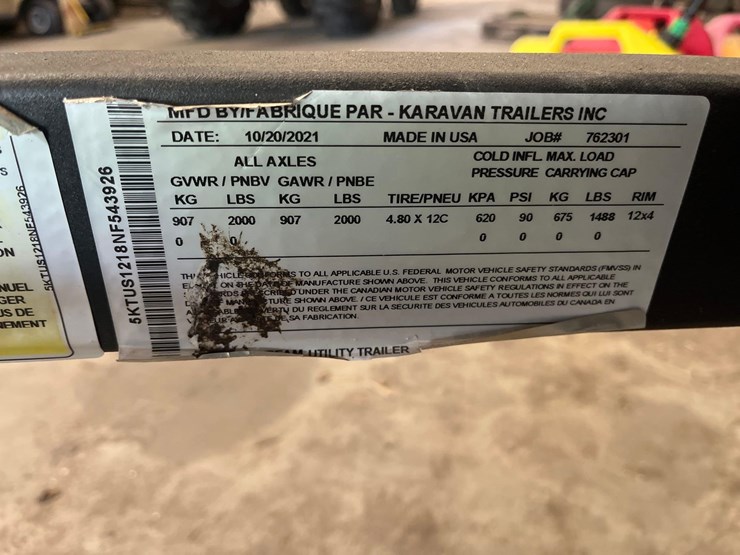 MFD BY/FABRIQUE PAR - KARAVAN TRAILERS INC
DATE: 10/20/2021 MADE IN USA JOB# 762301
ALL AXLES COLD INFL. MAX. LOAD
GVWR / PNBV GAWR / PNBE PRESSURE CARRYING CAP
KG LBS KG LBS TIRE/PNEU KPA PSI KG LBS RIM
907 2000 907 2000 4.80 X 12C 620 90 675 1488 12x4
0 0 0 0 0 0
TO ALL APPLICABLE U.S. FEDERAL MOTOR VEHICLE SAFETY STANDARDS (FMVSS) IN
MANUFACTURE SHOWN ABOVE. THIS VEHICLE CONFORMS TO ALL APPLICABLE
UNDER THE CANADIAN MOTOR VEHICLE SAFETY REGULATIONS IN EFFECT ON THE
SHOWN ABOVE. / CE VEHICULE EST CONFORME A TOUTES LES NORMES QUI LUI SONT
DU REGLEMENT SUR LA SECURITE DES VEHICULES AUTOMOBILES DU CANADA EN
SA FABRICATION.
UTILITY TRAILER
5KTUS1218NF543926
5KTUS1218NF543926
S
ON
NUEL
GER
US DE
NEMENT